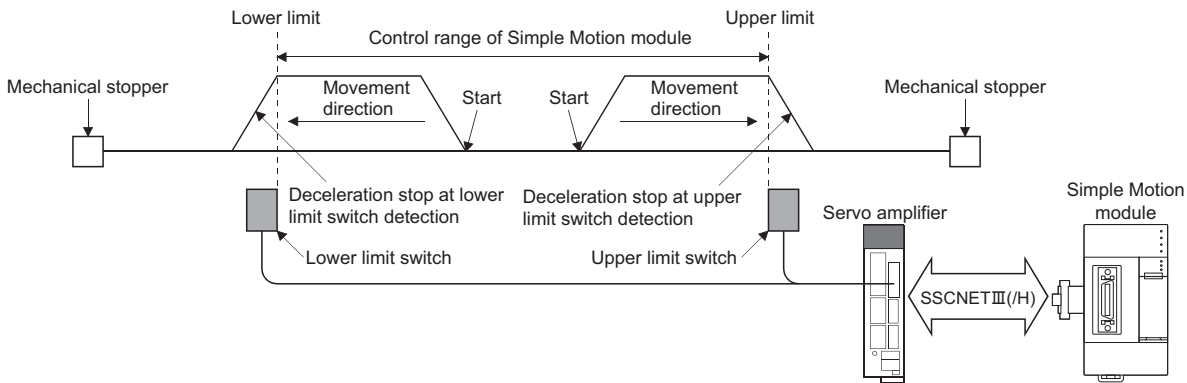 Lower limit
Upper limit
Control range of Simple Motion module
Mechanical stopper
Movement
direction
Start
Start
Movement
direction
Mechanical stopper
Deceleration stop at lower
limit switch detection
Deceleration stop at upper
limit switch detection
Simple Motion
module
Servo amplifier
Lower limit switch
Upper limit switch
SSCNETⅢ(/H)